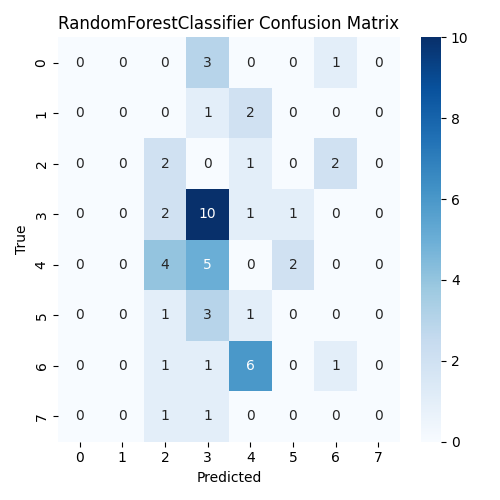 RandomForestClassifier Confusion Matrix
True
0 0 0 0 3 0 0 1 0
1 0 0 0 1 2 0 0 0
2 0 0 2 0 1 0 2 0
3 0 0 2 10 1 1 0 0
4 0 0 4 5 0 2 0 0
5 0 0 1 3 1 0 0 0
6 0 0 1 1 6 0 1 0
7 0 0 1 1 0 0 0 0
0 1 2 3 4 5 6 7
Predicted
10
8
6
4
2
0